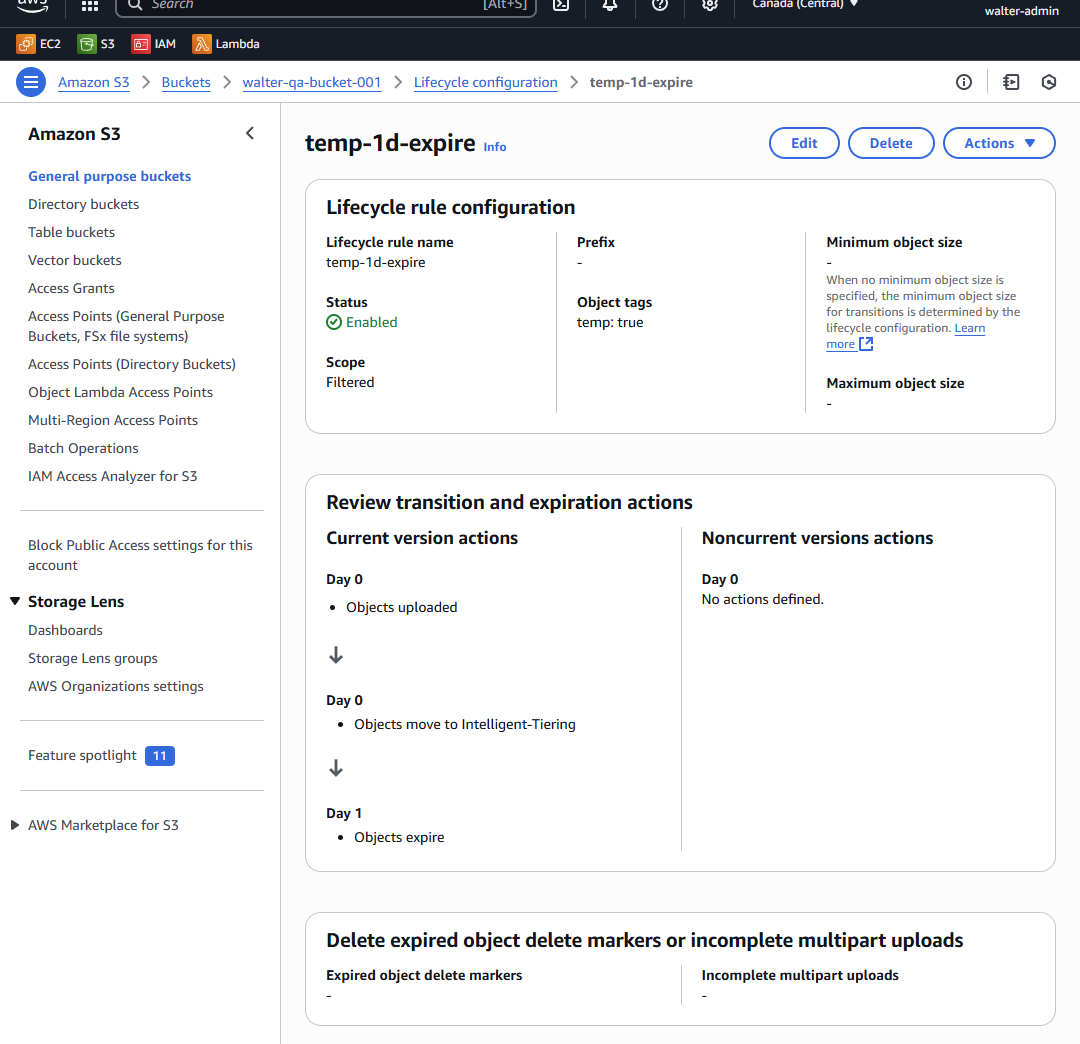 aws
Search
[Alt+S]
Canada (Central)
walter-admin
EC2
S3
IAM
Lambda
Amazon S3
Buckets
walter-qa-bucket-001
Lifecycle configuration
temp-1d-expire
Amazon S3
General purpose buckets
Directory buckets
Table buckets
Vector buckets
Access Grants
Access Points (General Purpose
Buckets, FSx file systems)
Access Points (Directory Buckets)
Object Lambda Access Points
Multi-Region Access Points
Batch Operations
IAM Access Analyzer for S3
Block Public Access settings for this
account
Storage Lens
Dashboards
Storage Lens groups
AWS Organizations settings
Feature spotlight 11
AWS Marketplace for S3
temp-1d-expire Info
Edit
Delete
Actions
Lifecycle rule configuration
Lifecycle rule name
temp-1d-expire
Status
Enabled
Scope
Filtered
Prefix
-
Object tags
temp: true
Minimum object size
-
When no minimum object size is
specified, the minimum object size
for transitions is determined by the
lifecycle configuration. Learn
more
Maximum object size
-
Review transition and expiration actions
Current version actions
Day 0
• Objects uploaded
Day 0
• Objects move to Intelligent-Tiering
Day 1
• Objects expire
Noncurrent versions actions
Day 0
No actions defined.
Delete expired object delete markers or incomplete multipart uploads
Expired object delete markers
-
Incomplete multipart uploads
-